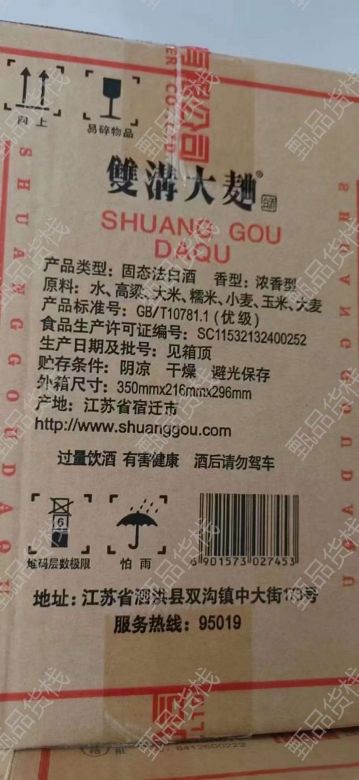 向上
易碎物品
雙溝大麯®
SHUANG GOU
DAQU
产品类型：固态法白酒 香型：浓香型
原料：水、高粱、大米、糯米、小麦、玉米、大麦
产品标准号：GB/T10781.1（优级）
食品生产许可证编号：SC11532132400252
生产日期及批号：见箱顶
贮存条件：阴凉 干燥 避光保存
外箱尺寸：350mmx216mmx296mm
产地：江苏省宿迁市
http://www.shuanggou.com
过量饮酒 有害健康 酒后请勿驾车
6
堆码层数极限
怕雨
6 901573 027453
地址：江苏省泗洪县双沟镇中大街173号
服务热线：95019
SHUANG GOU DAQU
甄品货栈